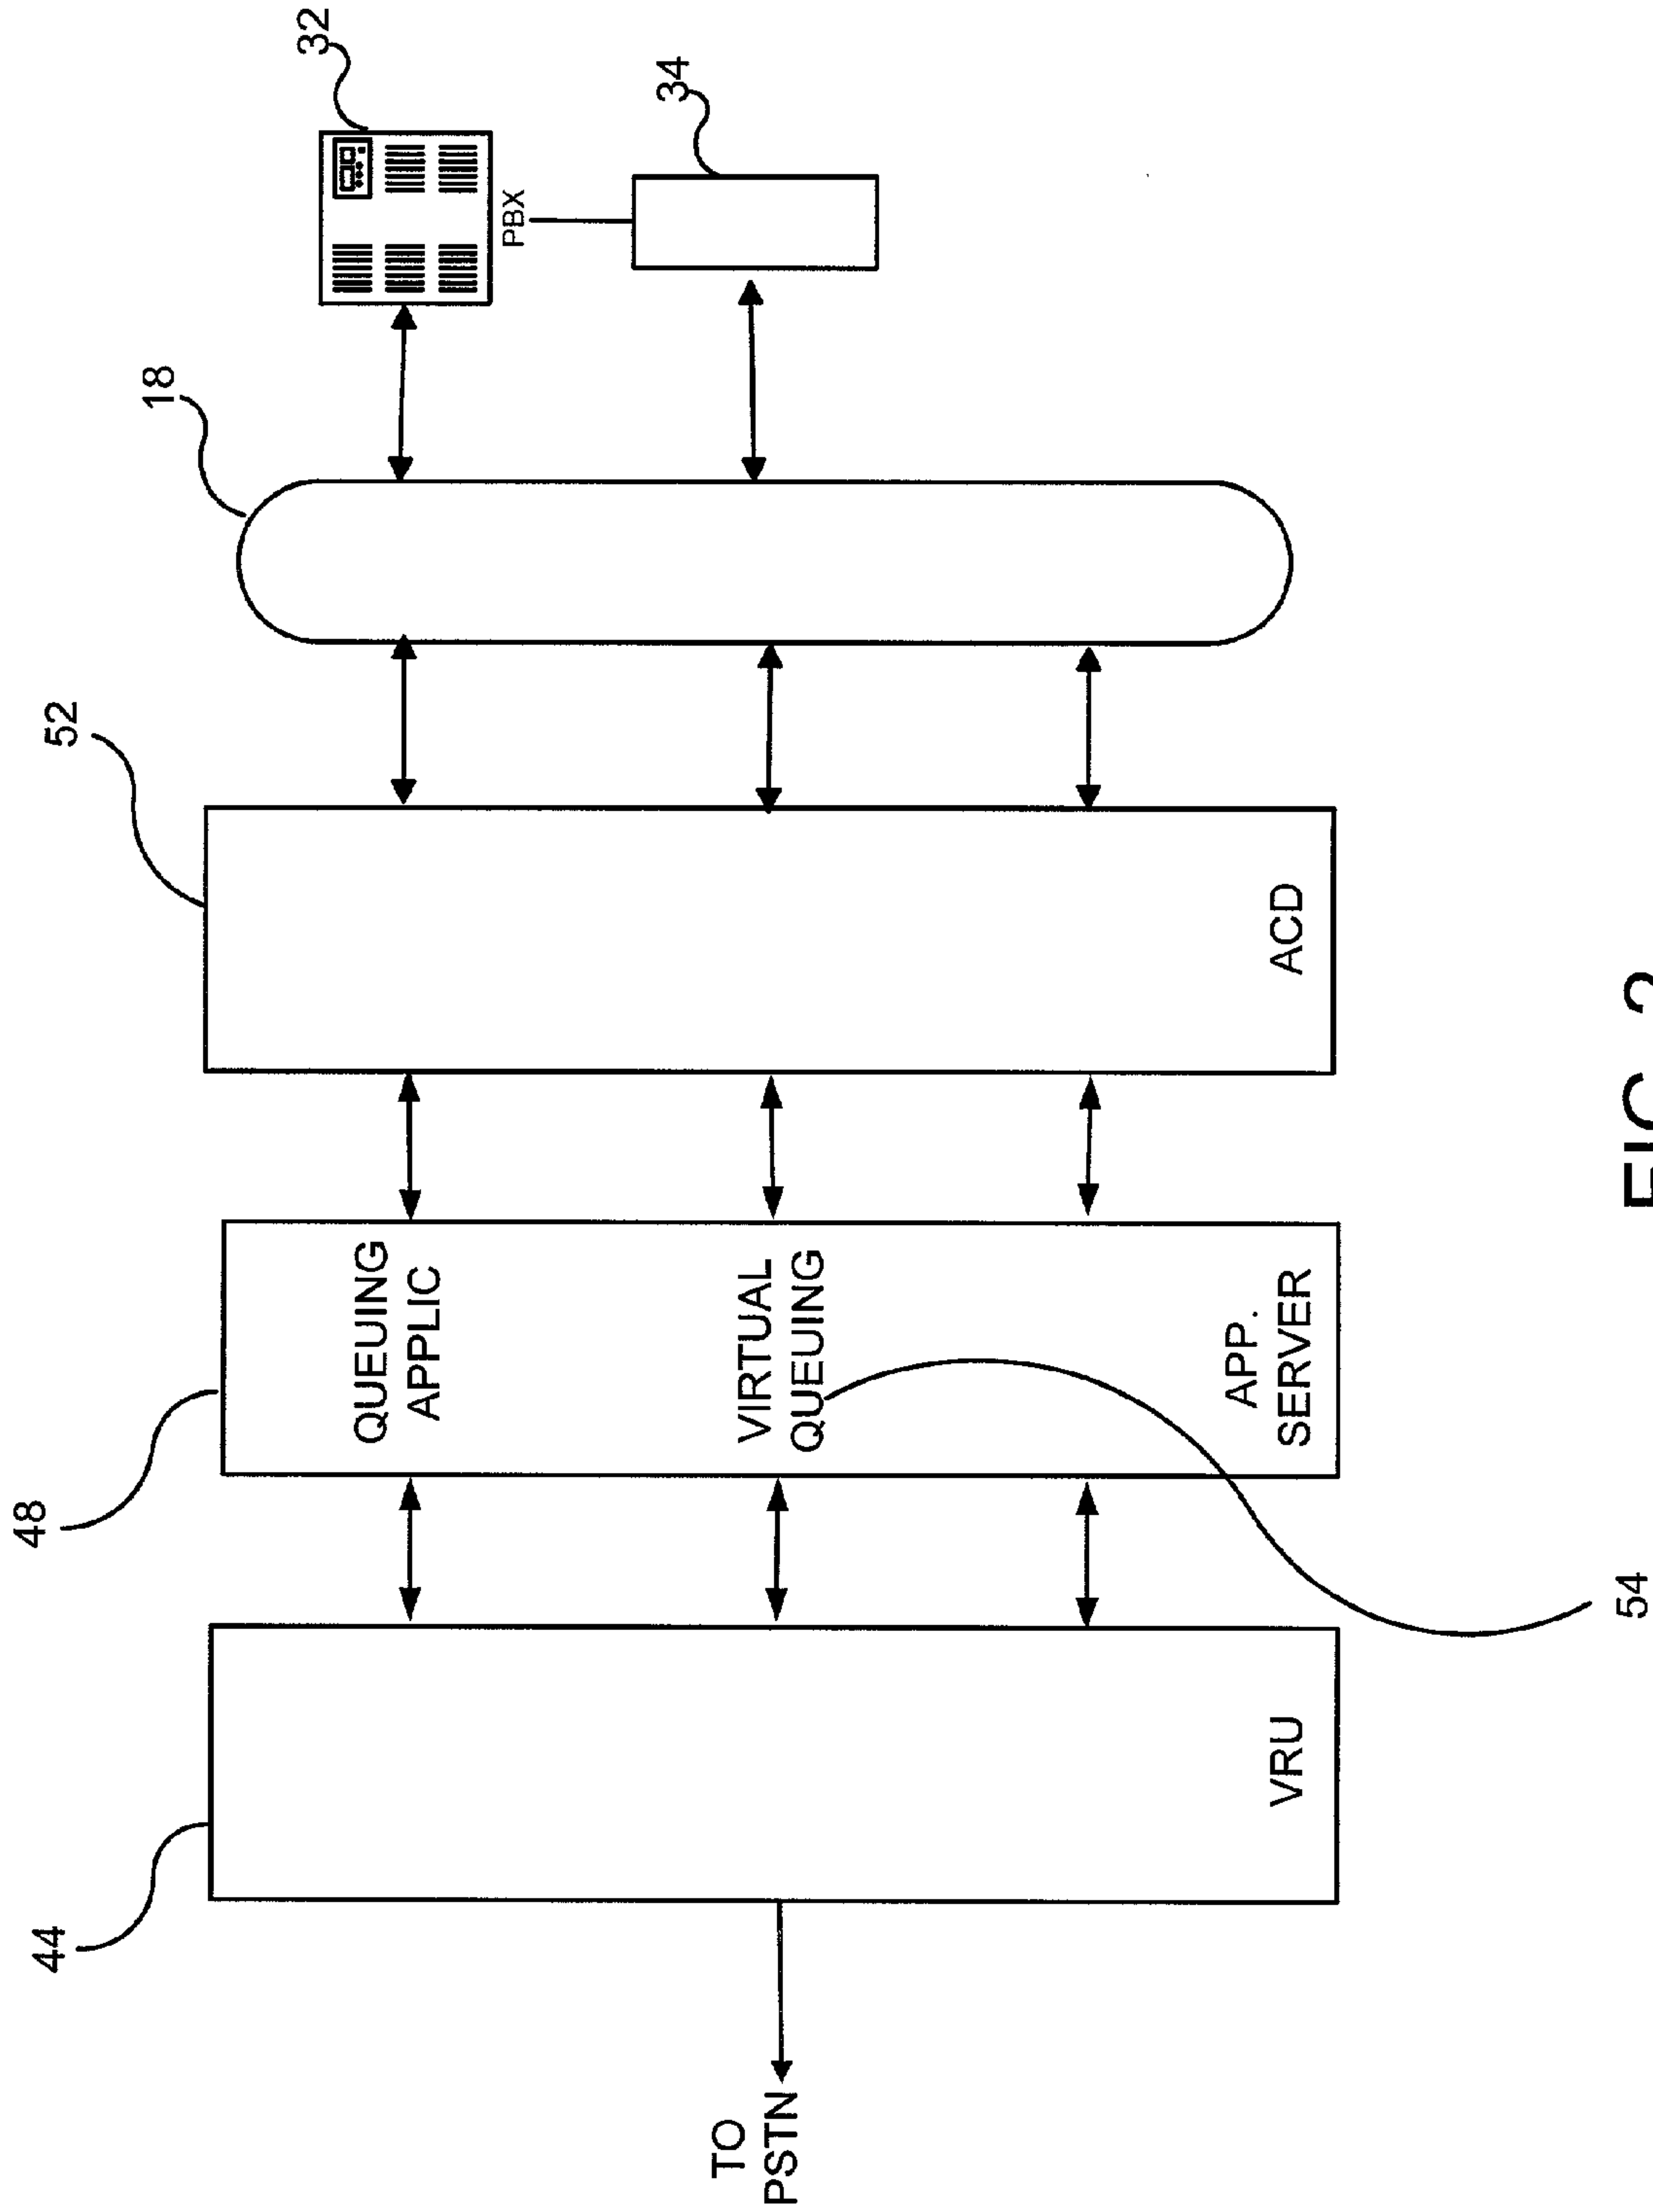 44
48
52
18
32
QUEUING
APPLIC
PBX
34
TO
PSTN
VIRTUAL
QUEUING
VRU
APP.
SERVER
ACD
54